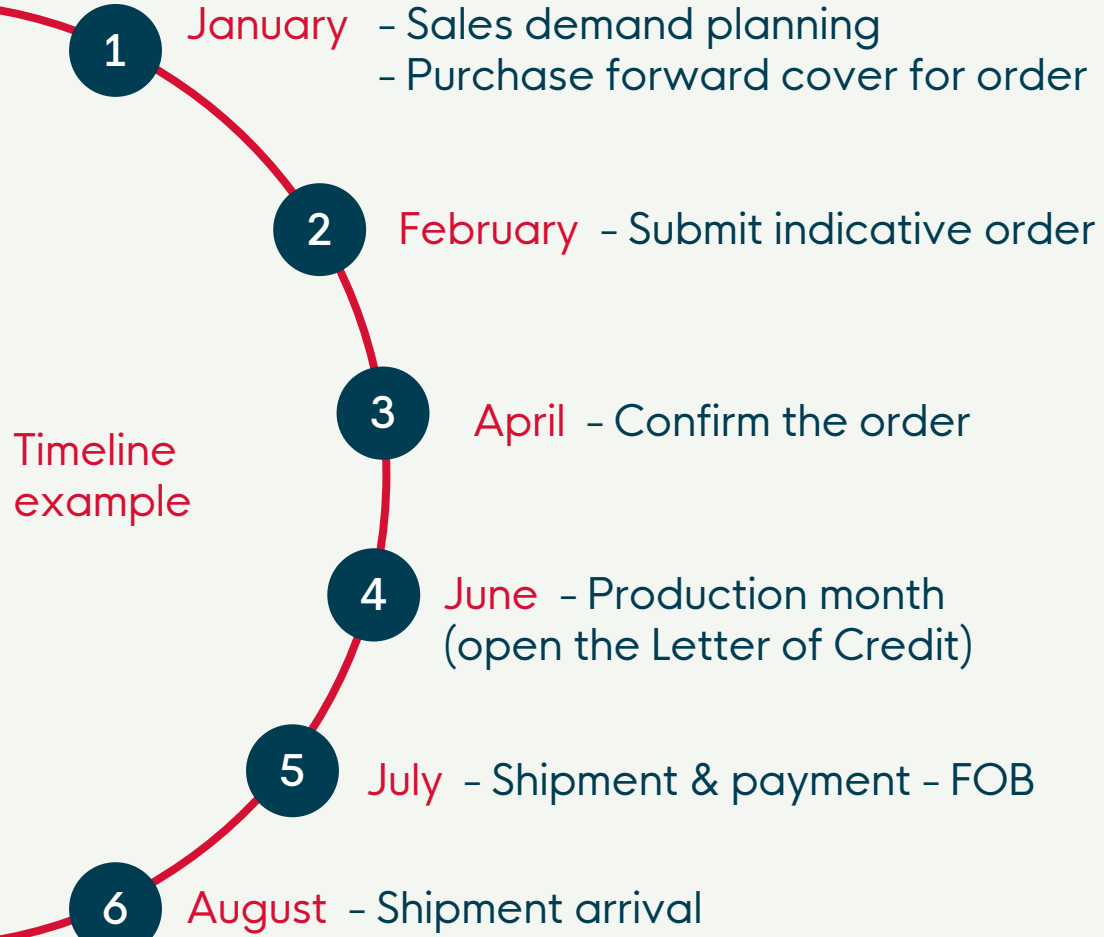 1
January - Sales demand planning
- Purchase forward cover for order
2
February - Submit indicative order
3
April - Confirm the order
Timeline
example
4
June - Production month
(open the Letter of Credit)
5
July - Shipment & payment - FOB
6
August - Shipment arrival